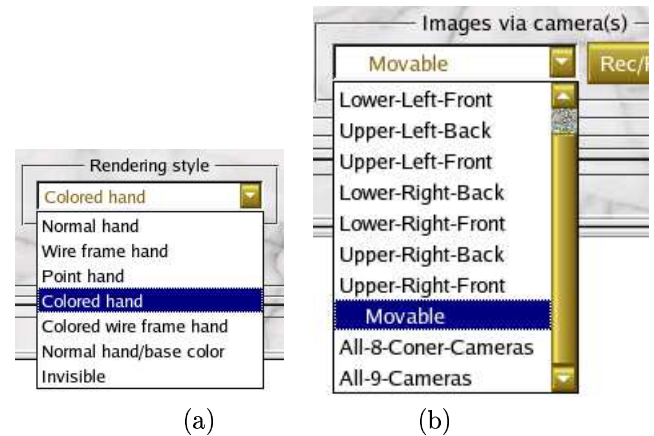 Rendering style
Colored hand
Normal hand
Wire frame hand
Point hand
Colored hand
Colored wire frame hand
Normal hand/base color
Invisible
(a)
Images via camera(s)
Movable
Lower-Left-Front
Upper-Left-Back
Upper-Left-Front
Lower-Right-Back
Lower-Right-Front
Upper-Right-Back
Upper-Right-Front
Movable
All-8-Coner-Cameras
All-9-Cameras
(b)